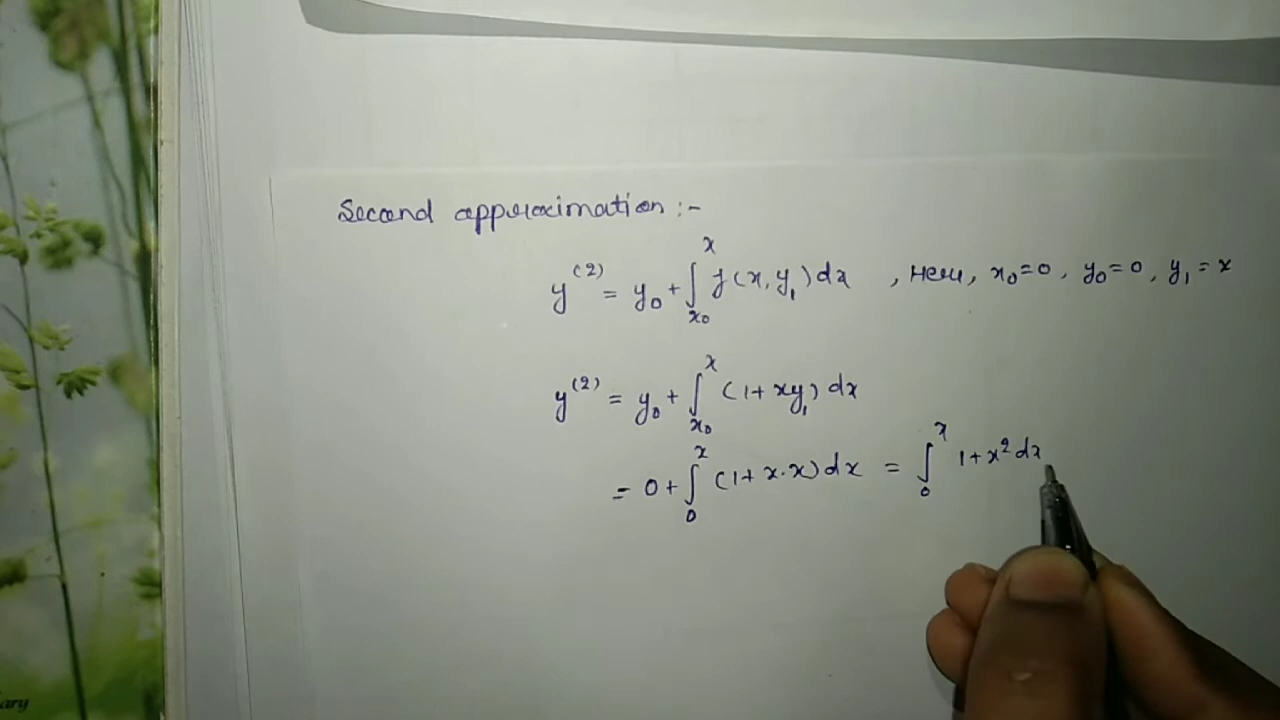 Second approximation :-
y^(2) = y₀ + ∫_{x₀}^{x} f(x, y₁) dx , Here, x₀=0, y₀=0, y₁=x
y^(2) = y₀ + ∫_{x₀}^{x} (1+xy₁) dx
= 0 + ∫_{0}^{x} (1+x·x) dx = ∫_{0}^{x} 1+x² dx
ary